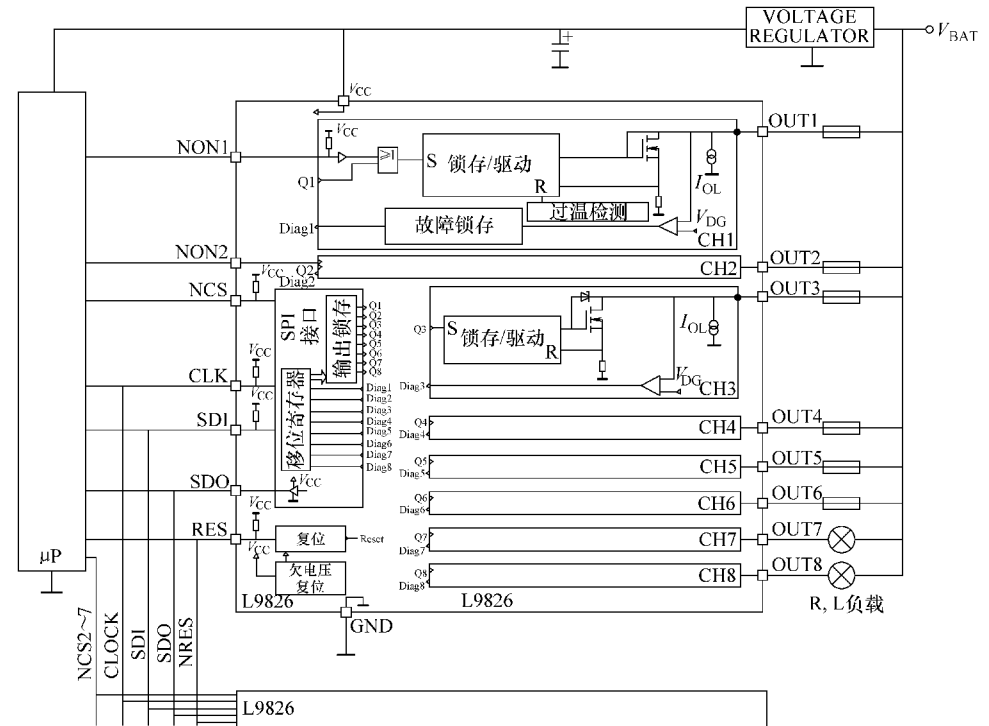 VOLTAGE
REGULATOR
VBAT
VCC
OUT1
NON1
VCC
≥1
S 锁存/驱动
R
Q1
IOL
过温检测
Diag1
故障锁存
VDG
CH1
NON2
Q2
Diag2
CH2
OUT2
NCS
VCC
OUT3
SPI
接口
输出锁存
Q1
Q2
Q3
Q4
Q5
Q6
Q7
Q8
Q3
S
锁存/驱动
R
IOL
VCC
CLK
VCC
移位寄存器
Diag1
Diag2
Diag3
Diag4
Diag5
Diag6
Diag7
Diag8
Diag3
VDG
CH3
SDI
Q4
Diag4
CH4
OUT4
Q5
Diag5
CH5
OUT5
SDO
VCC
Q6
Diag6
CH6
OUT6
VCC
RES
复位
Reset
Q7
Diag7
CH7
OUT7
VCC
欠电压
复位
Q8
Diag8
CH8
OUT8
μP
L9826
L9826
R, L负载
GND
NCS2～7
CLOCK
SDI
SDO
NRES
L9826